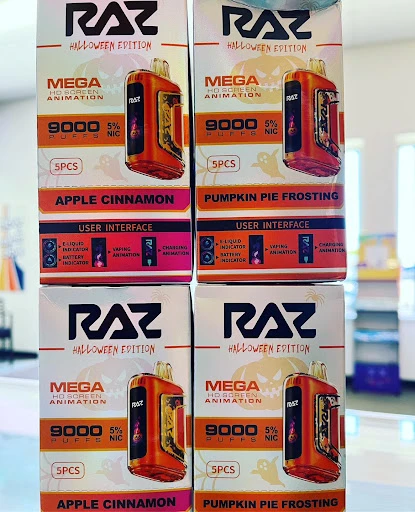 RAZ
HALLOWEEN EDITION
MEGA
HD SCREEN
ANIMATION
RAZ
9000 5%
PUFFS NIC
5PCS
APPLE CINNAMON
USER INTERFACE
E-LIQUID
INDICATOR
BATTERY
INDICATOR
VAPING
ANIMATION
CHARGING
ANIMATION
RAZ
HALLOWEEN EDITION
MEGA
HD SCREEN
ANIMATION
RAZ
9000 5%
PUFFS NIC
5PCS
PUMPKIN PIE FROSTING
USER INTERFACE
E-LIQUID
INDICATOR
BATTERY
INDICATOR
VAPING
ANIMATION
CHARGING
ANIMATION
RAZ
HALLOWEEN EDITION
MEGA
HD SCREEN
ANIMATION
RAZ
9000 5%
PUFFS NIC
5PCS
APPLE CINNAMON
RAZ
HALLOWEEN EDITION
MEGA
HD SCREEN
ANIMATION
RAZ
9000 5%
PUFFS NIC
5PCS
PUMPKIN PIE FROSTING